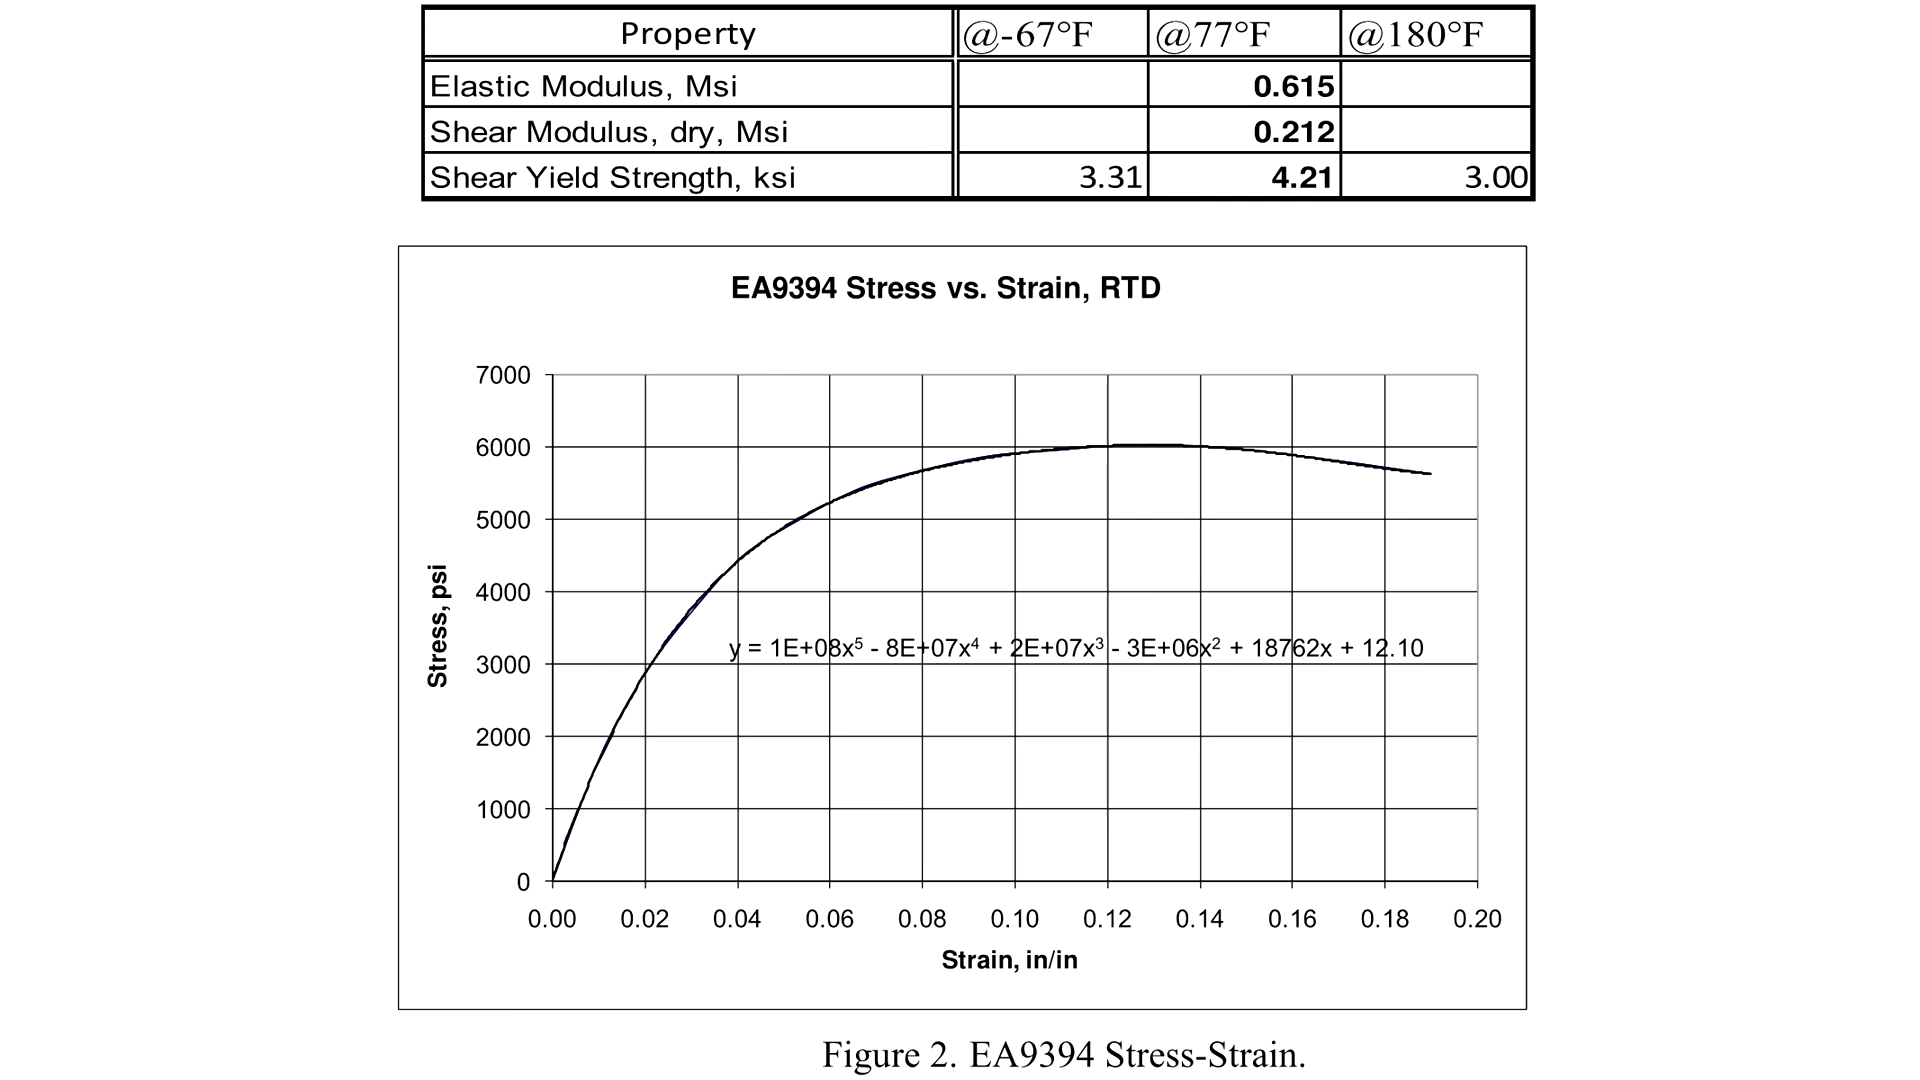 Property @-67°F @77°F @180°F
Elastic Modulus, Msi 0.615
Shear Modulus, dry, Msi 0.212
Shear Yield Strength, ksi 3.31 4.21 3.00
EA9394 Stress vs. Strain, RTD
7000
6000
5000
4000
y = 1E+08x⁵ - 8E+07x⁴ + 2E+07x³ - 3E+06x² + 18762x + 12.10
3000
2000
1000
0
Stress, psi
0.00 0.02 0.04 0.06 0.08 0.10 0.12 0.14 0.16 0.18 0.20
Strain, in/in
Figure 2. EA9394 Stress-Strain.